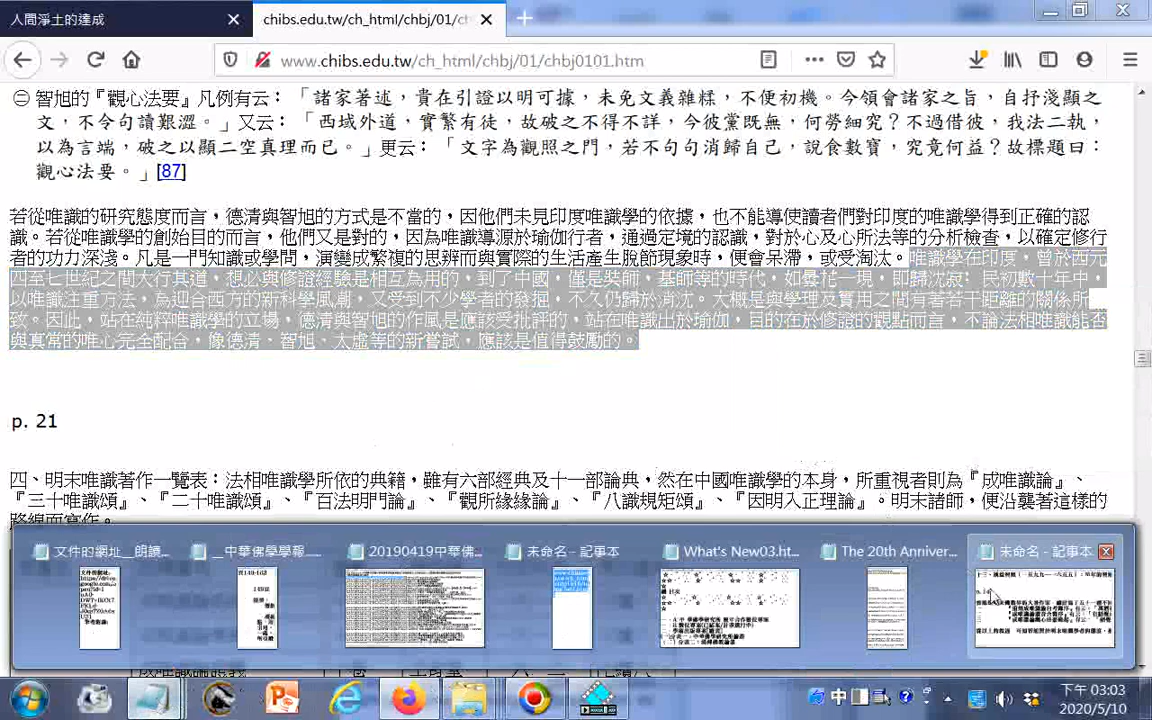 人間淨土的達成
chibs.edu.tw/ch_html/chbj/01/ch
www.chibs.edu.tw/ch_html/chbj/01/chbj0101.htm
㊁ 智旭的『觀心法要』凡例有云：「諸家著述，貴在引證以明可據，未免文義雜糅，不便初機。今領會諸家之旨，自抒淺顯之
文，不令句讀艱澀。」又云：「西域外道，實繁有徒，故破之不得不詳，今彼黨既無，何勞細究？不過借彼，我法二執，
以為言端，破之以顯二空真理而已。」更云：「文字為觀照之門，若不句句消歸自己，說食數寶，究竟何益？故標題曰：
觀心法要。」[87]
若從唯識的研究態度而言，德清與智旭的方式是不當的，因他們未見印度唯識學的依據，也不能導使讀者們對印度的唯識學得到正確的認
識。若從唯識學的創始目的而言，他們又是對的，因為唯識導源於瑜伽行者，通過定境的認識，對於心及心所法等的分析檢查，以確定修行
者的功力深淺。凡是一門知識或學問，演變成繁複的思辨而與實際的生活產生脫節現象時，便會呆滯，或受淘汰。唯識學在印度，曾於西元
四至七世紀之間大行其道，想必與修證經驗是相互為用的，到了中國，僅是奘師，基師等的時代，如曇花一現，即歸沈寂；民初數十年中，
以唯識注重方法，為迎合西方的新科學風潮，又受到不少學者的發掘，不久仍歸於消沈。大概是與學理及實用之間有著若干距離的關係所
致。因此，站在純粹唯識學的立場，德清與智旭的作風是應該受批評的，站在唯識出於瑜伽，目的在於修證的觀點而言，不論法相唯識能否
與真常的唯心完全配合，像德清、智旭、太虛等的新嘗試，應該是值得鼓勵的。
p. 21
四、明末唯識著作一覽表：法相唯識學所依的典籍，雖有六部經典及十一部論典，然在中國唯識學的本身，所重視者則為『成唯識論』、
『三十唯識頌』、『二十唯識頌』、『百法明門論』、『觀所緣緣論』、『八識規矩頌』、『因明入正理論』。明末諸師，便沿襲著這樣的
路線而寫作。
文件的網址__朗讀...
__中華佛學學報__...
20190419中華佛...
未命名 - 記事本
What's New03.ht...
The 20th Anniver...
未命名 - 記事本
中
下午 03:03
2020/5/10